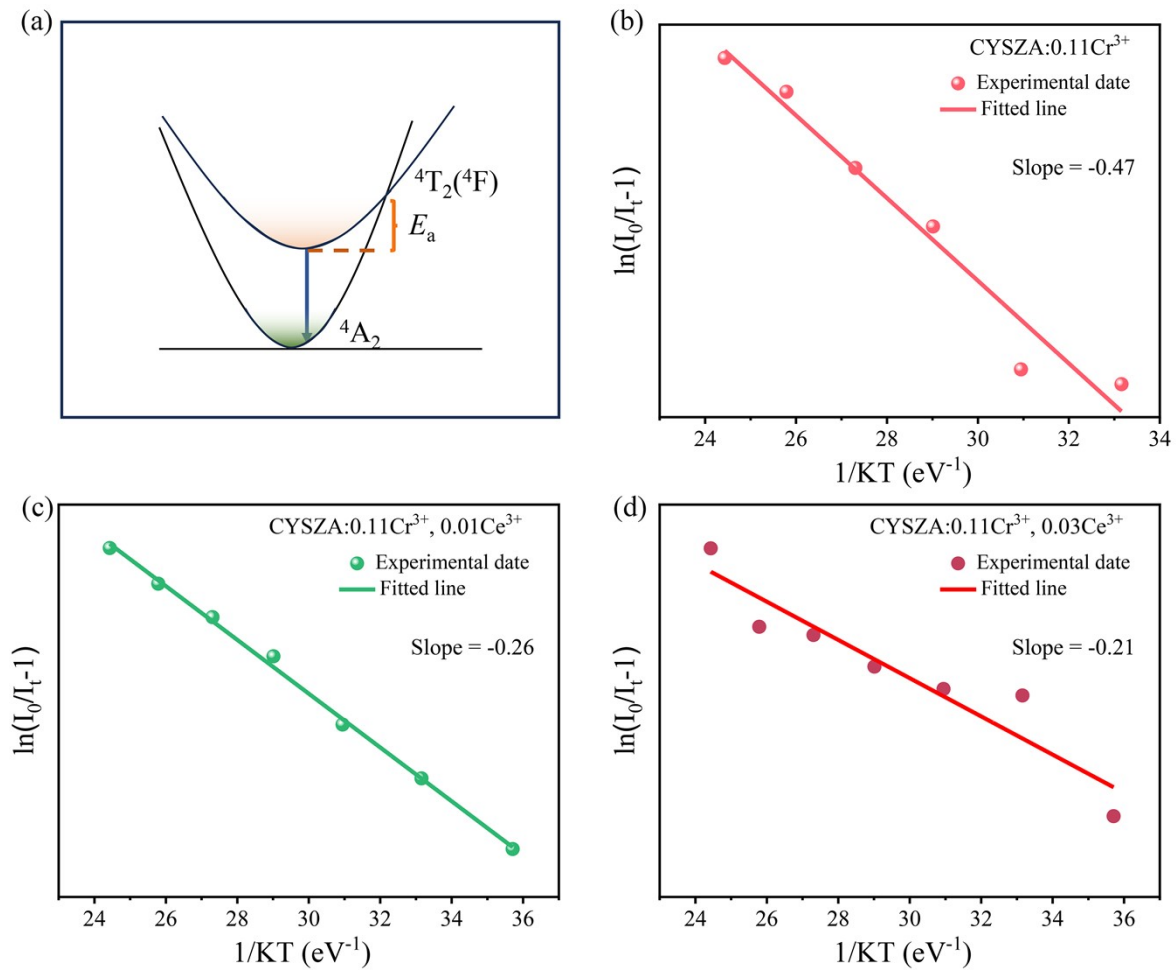 (a)
⁴T₂(⁴F)
Eₐ
⁴A₂
(b)
CYSZA:0.11Cr³⁺
Experimental date
Fitted line
Slope = -0.47
ln(I₀/Iₜ-1)
24 26 28 30 32 34
1/KT (eV⁻¹)
(c)
CYSZA:0.11Cr³⁺, 0.01Ce³⁺
Experimental date
Fitted line
Slope = -0.26
ln(I₀/Iₜ-1)
24 26 28 30 32 34 36
1/KT (eV⁻¹)
(d)
CYSZA:0.11Cr³⁺, 0.03Ce³⁺
Experimental date
Fitted line
Slope = -0.21
ln(I₀/Iₜ-1)
24 26 28 30 32 34 36
1/KT (eV⁻¹)